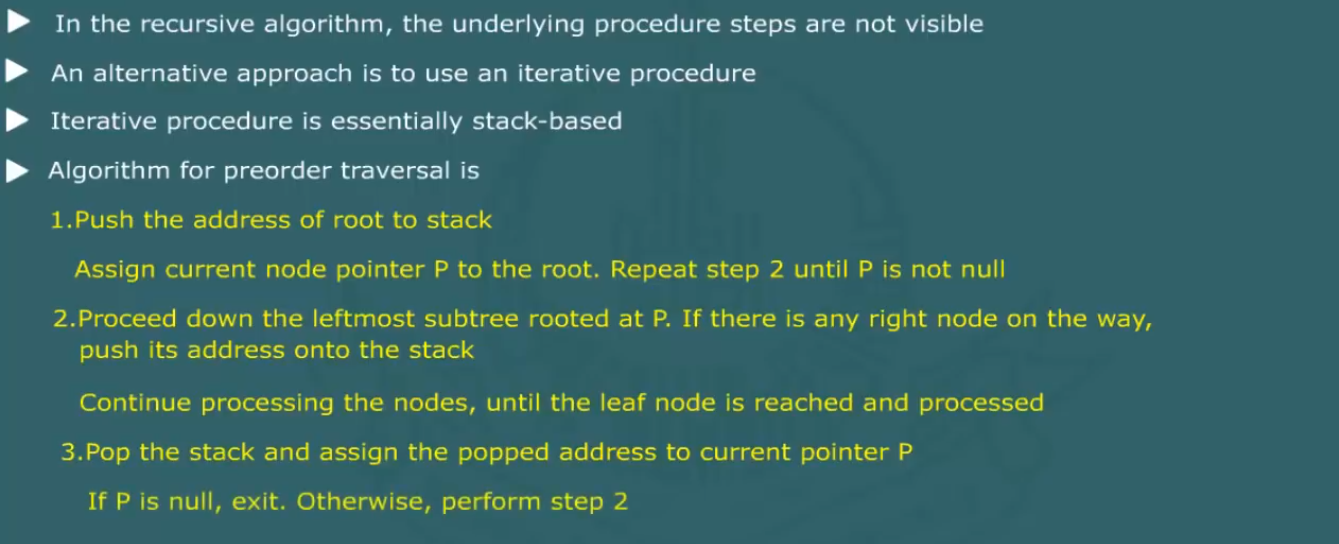 In the recursive algorithm, the underlying procedure steps are not visible
An alternative approach is to use an iterative procedure
Iterative procedure is essentially stack-based
Algorithm for preorder traversal is
1.Push the address of root to stack
Assign current node pointer P to the root. Repeat step 2 until P is not null
2.Proceed down the leftmost subtree rooted at P. If there is any right node on the way,
push its address onto the stack
Continue processing the nodes, until the leaf node is reached and processed
3.Pop the stack and assign the popped address to current pointer P
If P is null, exit. Otherwise, perform step 2